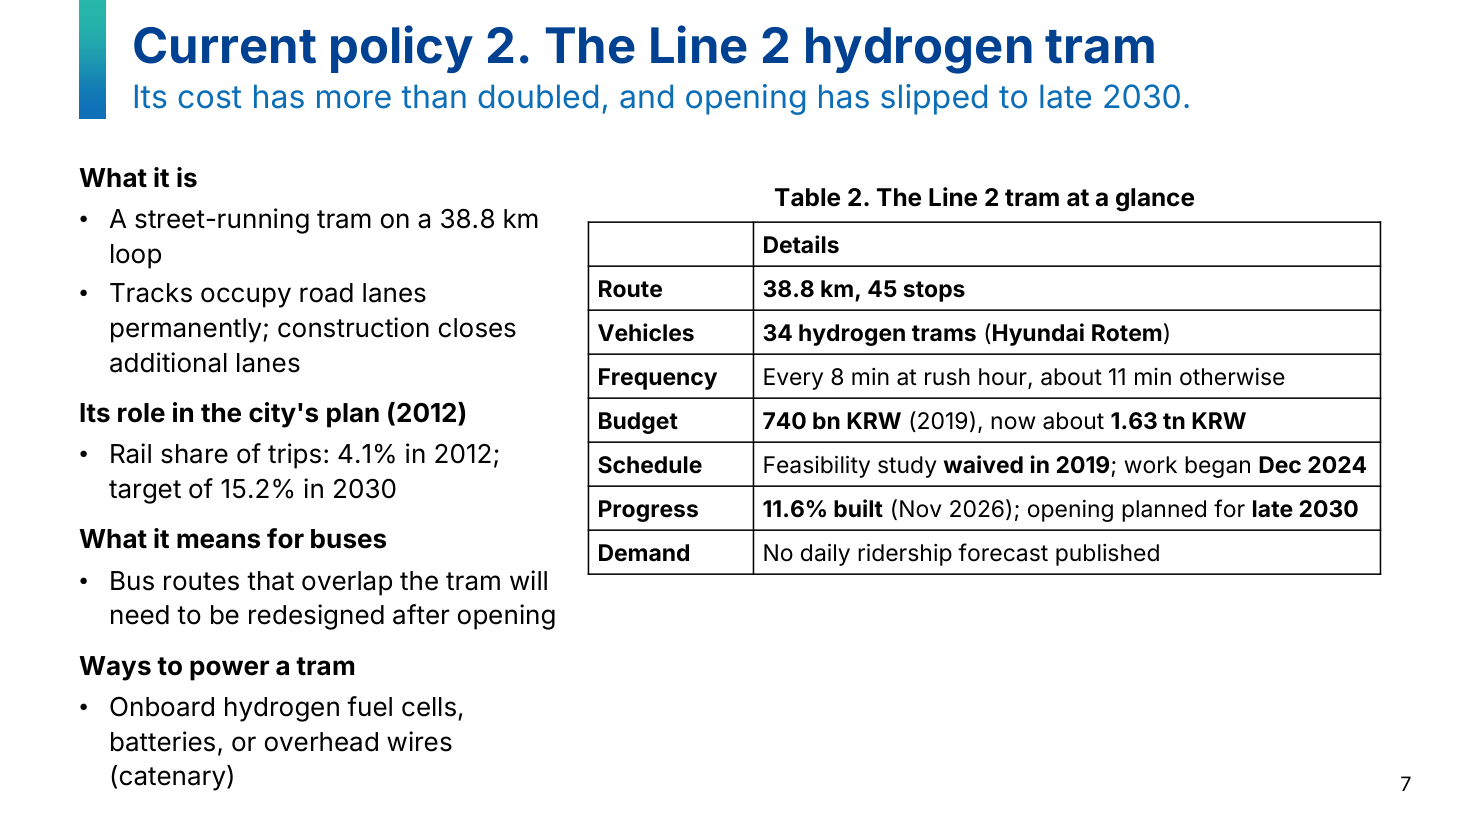 Current policy 2. The Line 2 hydrogen tram
Its cost has more than doubled, and opening has slipped to late 2030.
What it is
• A street-running tram on a 38.8 km
loop
• Tracks occupy road lanes
permanently; construction closes
additional lanes
Its role in the city's plan (2012)
• Rail share of trips: 4.1% in 2012;
target of 15.2% in 2030
What it means for buses
• Bus routes that overlap the tram will
need to be redesigned after opening
Ways to power a tram
• Onboard hydrogen fuel cells,
batteries, or overhead wires
(catenary)
Table 2. The Line 2 tram at a glance
Details
Route 38.8 km, 45 stops
Vehicles 34 hydrogen trams (Hyundai Rotem)
Frequency Every 8 min at rush hour, about 11 min otherwise
Budget 740 bn KRW (2019), now about 1.63 tn KRW
Schedule Feasibility study waived in 2019; work began Dec 2024
Progress 11.6% built (Nov 2026); opening planned for late 2030
Demand No daily ridership forecast published
7